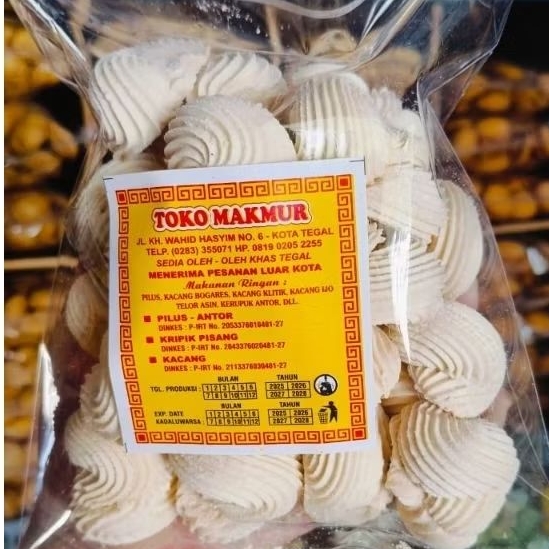 TOKO MAKMUR
JL. KH. WAHID HASYIM NO. 6 - KOTA TEGAL
TELP. (0283) 355071 HP. 0819 0205 2255
SEDIA OLEH - OLEH KHAS TEGAL
MENERIMA PESANAN LUAR KOTA
Makanan Ringan :
PILUS, KACANG BOGARES, KACANG KLITIK, KACANG IJO
TELOR ASIN, KERUPUK ANTOR, DLL.
■ PILUS - ANTOR
DINKES : P-IRT No. 2053376010481-27
■ KRIPIK PISANG
DINKES : P-IRT No. 2643376020481-27
■ KACANG
DINKES : P-IRT No. 2113376030481-27
BULAN TAHUN
TGL. PRODUKSI : 1 2 3 4 5 6 2025 2026
7 8 9 10 11 12 2027 2028
BULAN TAHUN
EXP. DATE 1 2 3 4 5 6 2025 2026
KADALUWARSA : 7 8 9 10 11 12 2027 2028